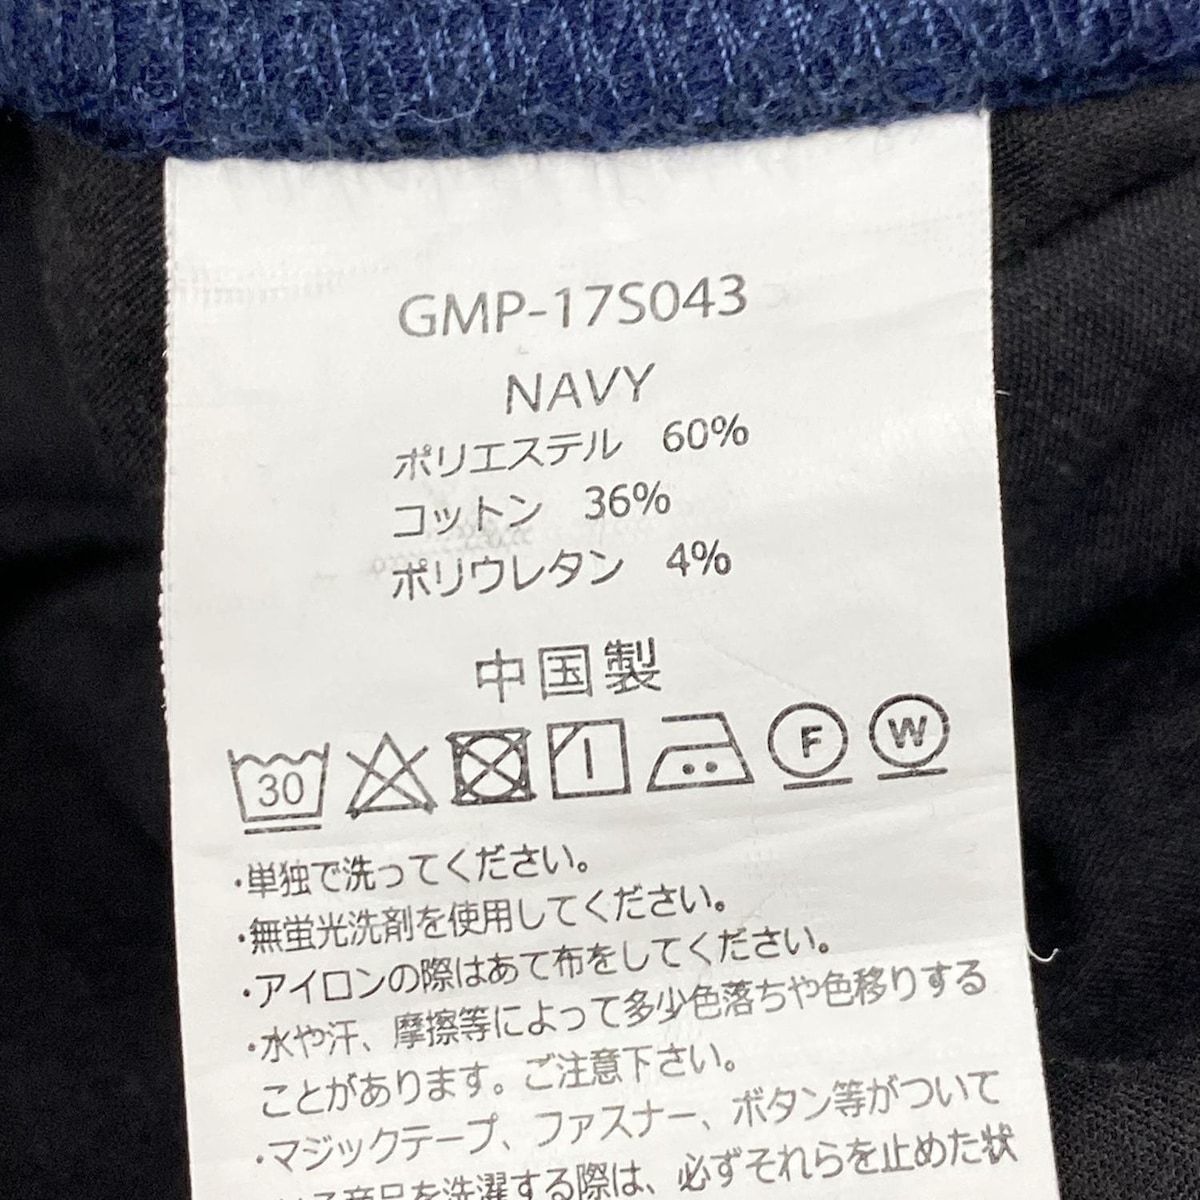 GMP-17S043
NAVY
ポリエステル 60%
コットン 36%
ポリウレタン 4%
中国製
30 F W
・単独で洗ってください。
・無蛍光洗剤を使用してください。
・アイロンの際はあて布をしてください。
・水や汗、摩擦等によって多少色落ちや色移りする
ことがあります。ご注意下さい。
・マジックテープ、ファスナー、ボタン等がついて
いる商品を洗濯する際は、必ずそれらを止めた状